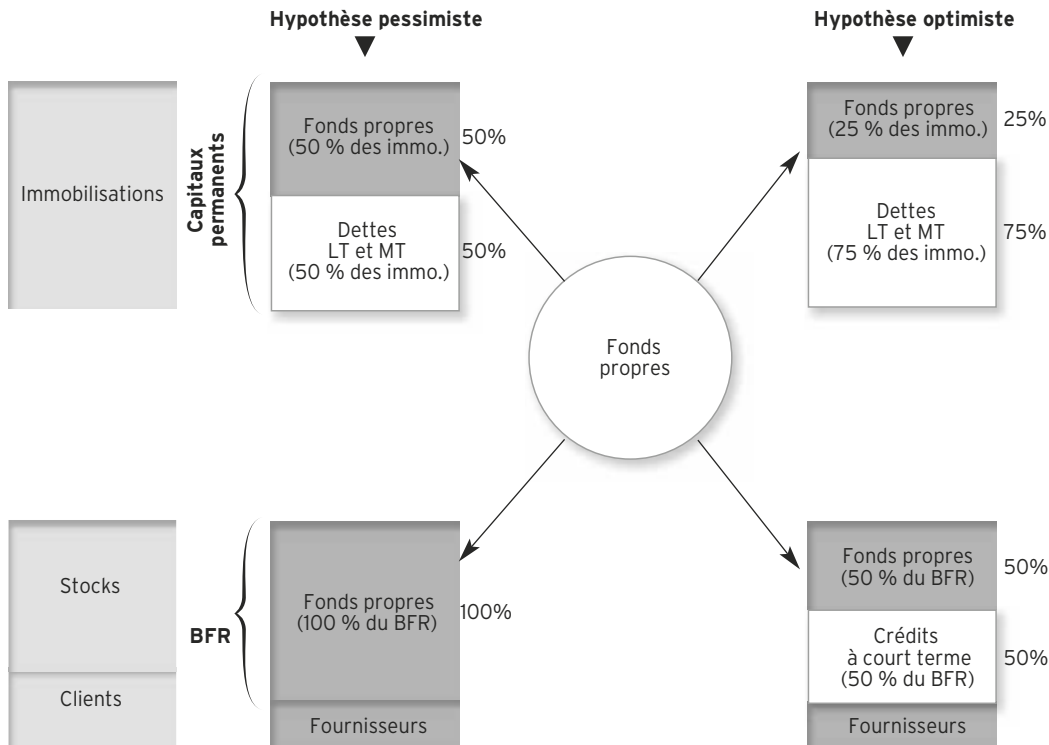 Hypothèse pessimiste
Hypothèse optimiste
Immobilisations
Capitaux
permanents
Fonds propres
(50 % des immo.)
50%
Dettes
LT et MT
(50 % des immo.)
50%
Fonds propres
(25 % des immo.)
25%
Dettes
LT et MT
(75 % des immo.)
75%
Fonds
propres
Stocks
Clients
BFR
Fonds propres
(100 % du BFR)
100%
Fournisseurs
Fonds propres
(50 % du BFR)
50%
Crédits
à court terme
(50 % du BFR)
50%
Fournisseurs